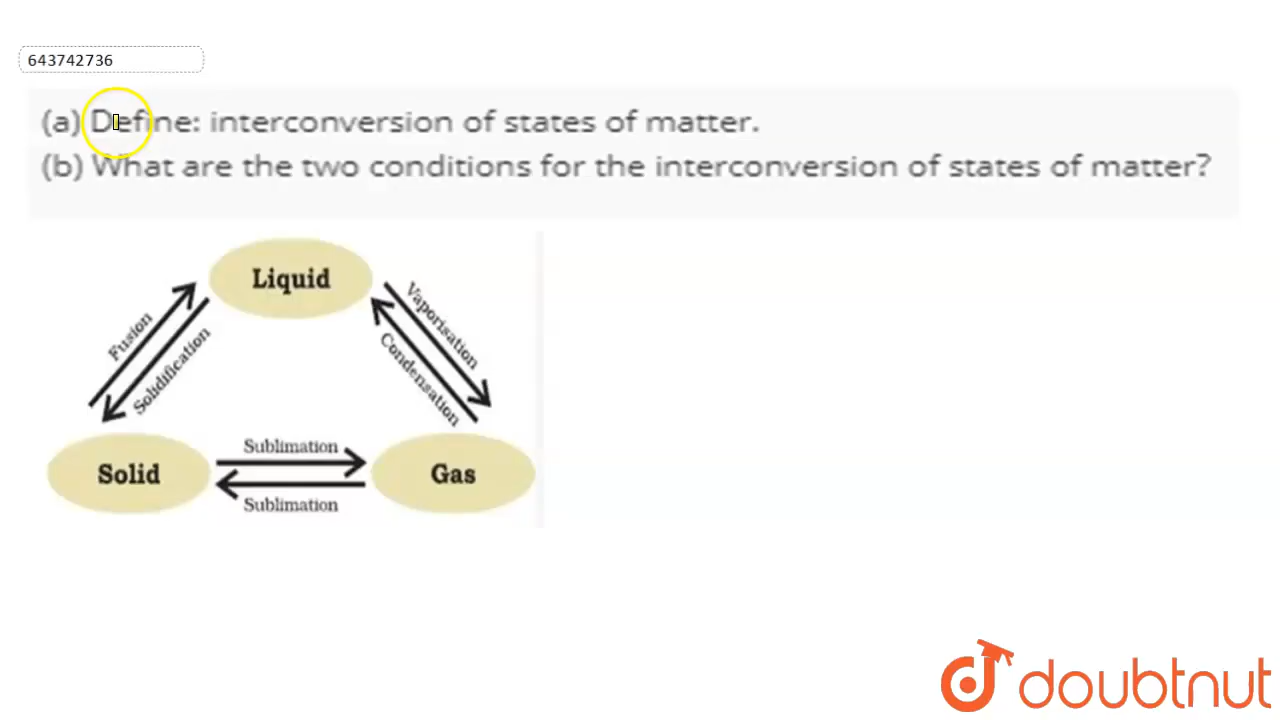 643742736
(a) Define: interconversion of states of matter.
(b) What are the two conditions for the interconversion of states of matter?
Liquid
Fusion
Solidification
Vaporisation
Condensation
Sublimation
Solid
Gas
Sublimation
doubtnut